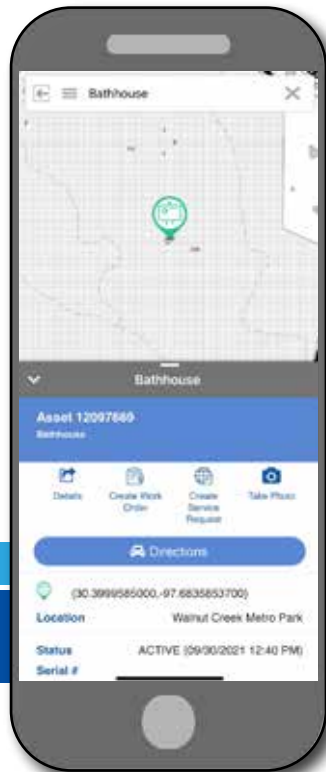 Bathhouse
Bathhouse
Asset 12097669
Bathhouse
Details
Create Work Order
Create Service Request
Take Photo
Directions
(30.3999585000,-97.6835853700)
Location Walnut Creek Metro Park
Status ACTIVE (09/30/2021 12:40 PM)
Serial #